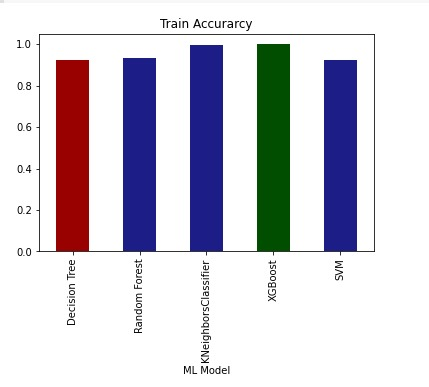 Train Accurarcy
1.0
0.8
0.6
0.4
0.2
0.0
Decision Tree
Random Forest
KNeighborsClassifier
XGBoost
SVM
ML Model